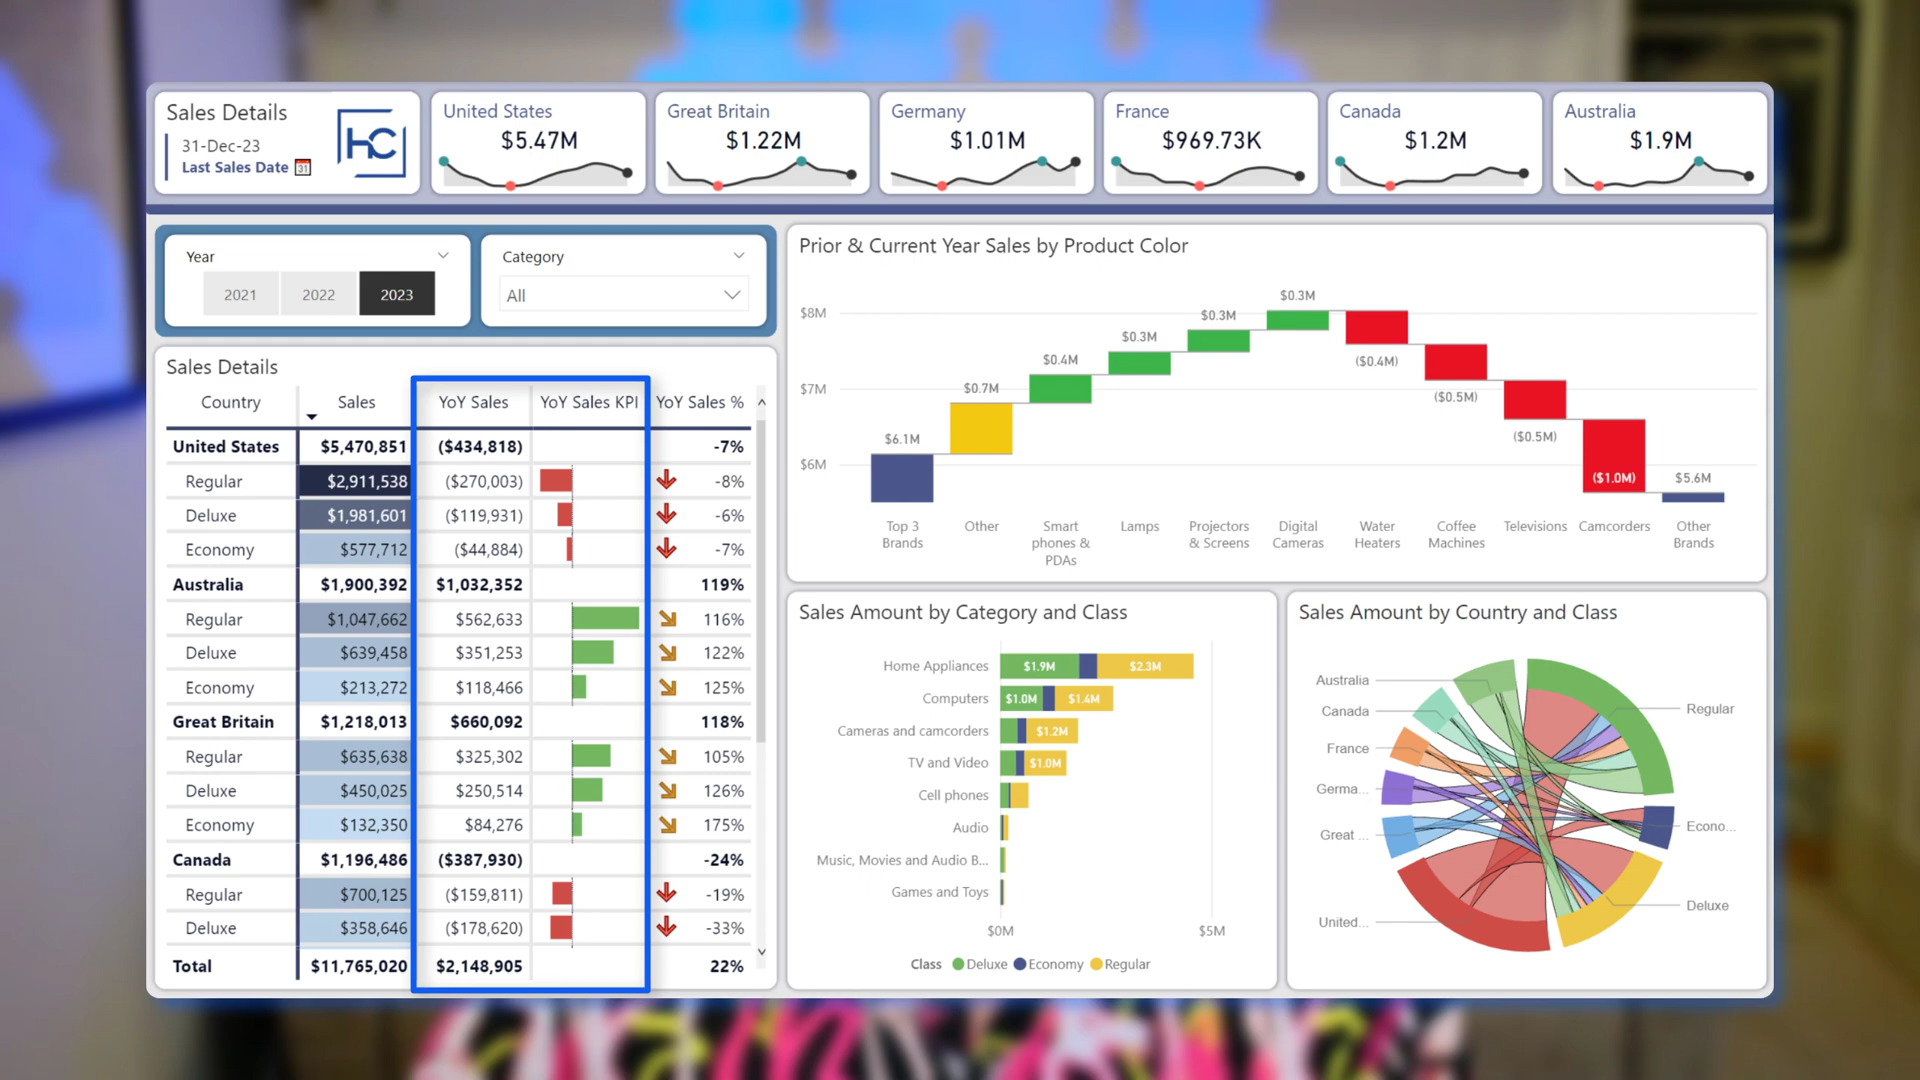 Sales Details
31-Dec-23
Last Sales Date 31
HC
United States
$5.47M
Great Britain
$1.22M
Germany
$1.01M
France
$969.73K
Canada
$1.2M
Australia
$1.9M
Year
2021 2022 2023
Category
All
Sales Details
Country Sales YoY Sales YoY Sales KPI YoY Sales %
United States $5,470,851 ($434,818) -7%
Regular $2,911,538 ($270,003) -8%
Deluxe $1,981,601 ($119,931) -6%
Economy $577,712 ($44,884) -7%
Australia $1,900,392 $1,032,352 119%
Regular $1,047,662 $562,633 116%
Deluxe $639,458 $351,253 122%
Economy $213,272 $118,466 125%
Great Britain $1,218,013 $660,092 118%
Regular $635,638 $325,302 105%
Deluxe $450,025 $250,514 126%
Economy $132,350 $84,276 175%
Canada $1,196,486 ($387,930) -24%
Regular $700,125 ($159,811) -19%
Deluxe $358,646 ($178,620) -33%
Total $11,765,020 $2,148,905 22%
Prior & Current Year Sales by Product Color
$8M
$7M
$6M
$6.1M
$0.7M
$0.4M
$0.3M
$0.3M
$0.3M
($0.4M)
($0.5M)
($0.5M)
($1.0M)
$5.6M
Top 3
Brands
Other
Smart
phones &
PDAs
Lamps
Projectors
& Screens
Digital
Cameras
Water
Heaters
Coffee
Machines
Televisions
Camcorders
Other
Brands
Sales Amount by Category and Class
Home Appliances $1.9M $2.3M
Computers $1.0M $1.4M
Cameras and camcorders $1.2M
TV and Video $1.0M
Cell phones
Audio
Music, Movies and Audio B...
Games and Toys
$0M $5M
Class Deluxe Economy Regular
Sales Amount by Country and Class
Australia
Canada
France
Germa...
Great ...
United...
Regular
Econo...
Deluxe